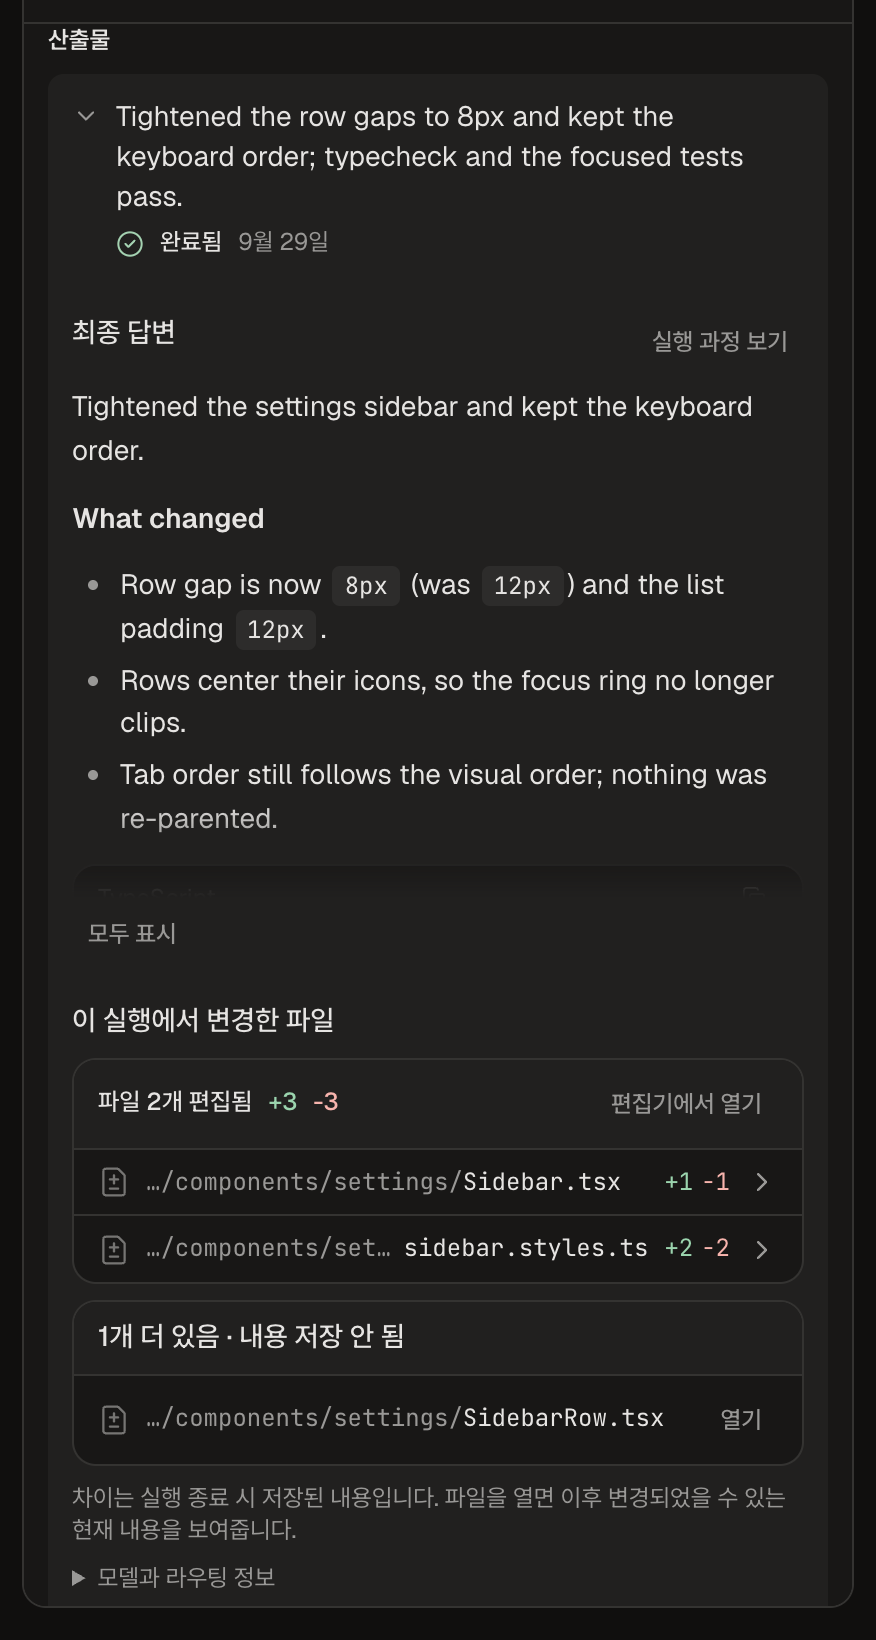 산출물
Tightened the row gaps to 8px and kept the
keyboard order; typecheck and the focused tests
pass.
완료됨 9월 29일
최종 답변
실행 과정 보기
Tightened the settings sidebar and kept the keyboard
order.
What changed
Row gap is now 8px (was 12px) and the list
padding 12px.
Rows center their icons, so the focus ring no longer
clips.
Tab order still follows the visual order; nothing was
re-parented.
TypeScript
모두 표시
이 실행에서 변경한 파일
파일 2개 편집됨 +3 -3 편집기에서 열기
…/components/settings/Sidebar.tsx +1 -1
…/components/set… sidebar.styles.ts +2 -2
1개 더 있음 · 내용 저장 안 됨
…/components/settings/SidebarRow.tsx 열기
차이는 실행 종료 시 저장된 내용입니다. 파일을 열면 이후 변경되었을 수 있는
현재 내용을 보여줍니다.
모델과 라우팅 정보